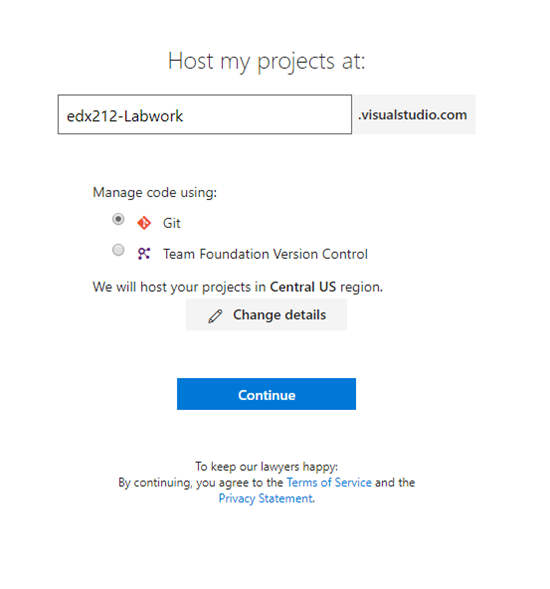 Host my projects at:
edx212-Labwork .visualstudio.com
Manage code using:
Git
Team Foundation Version Control
We will host your projects in Central US region.
Change details
Continue
To keep our lawyers happy:
By continuing, you agree to the Terms of Service and the
Privacy Statement.